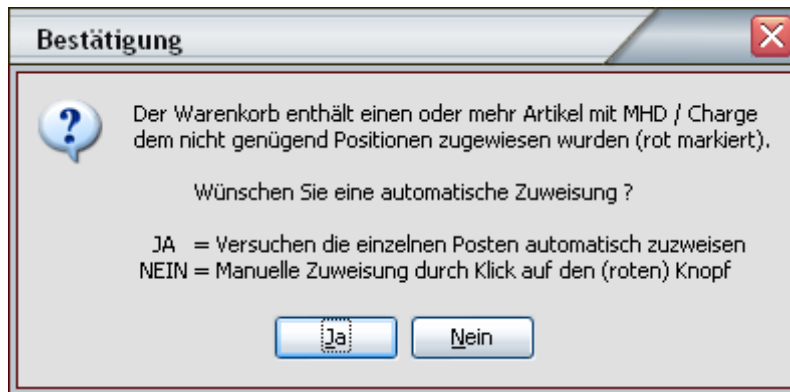 Bestätigung
Der Warenkorb enthält einen oder mehr Artikel mit MHD / Charge
dem nicht genügend Positionen zugewiesen wurden (rot markiert).
Wünschen Sie eine automatische Zuweisung ?
JA = Versuchen die einzelnen Posten automatisch zuzweisen
NEIN = Manuelle Zuweisung durch Klick auf den (roten) Knopf
Ja Nein